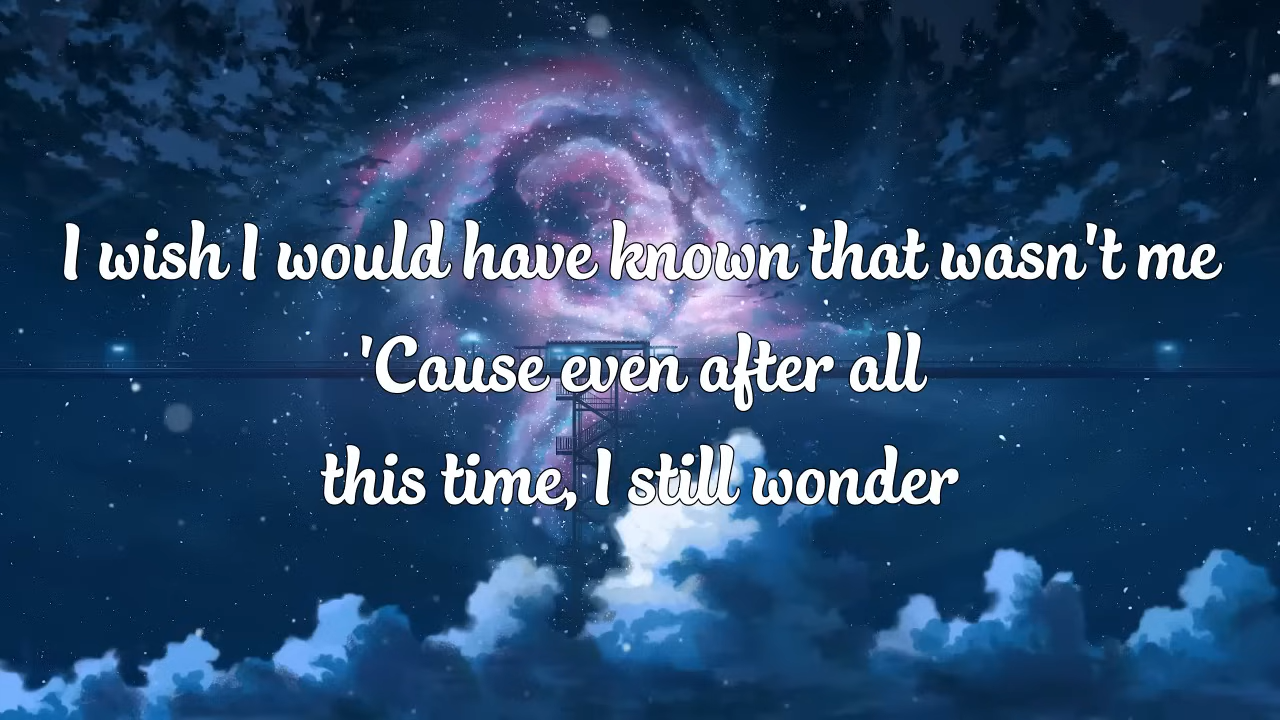 I wish I would have known that wasn't me
'Cause even after all
this time, I still wonder